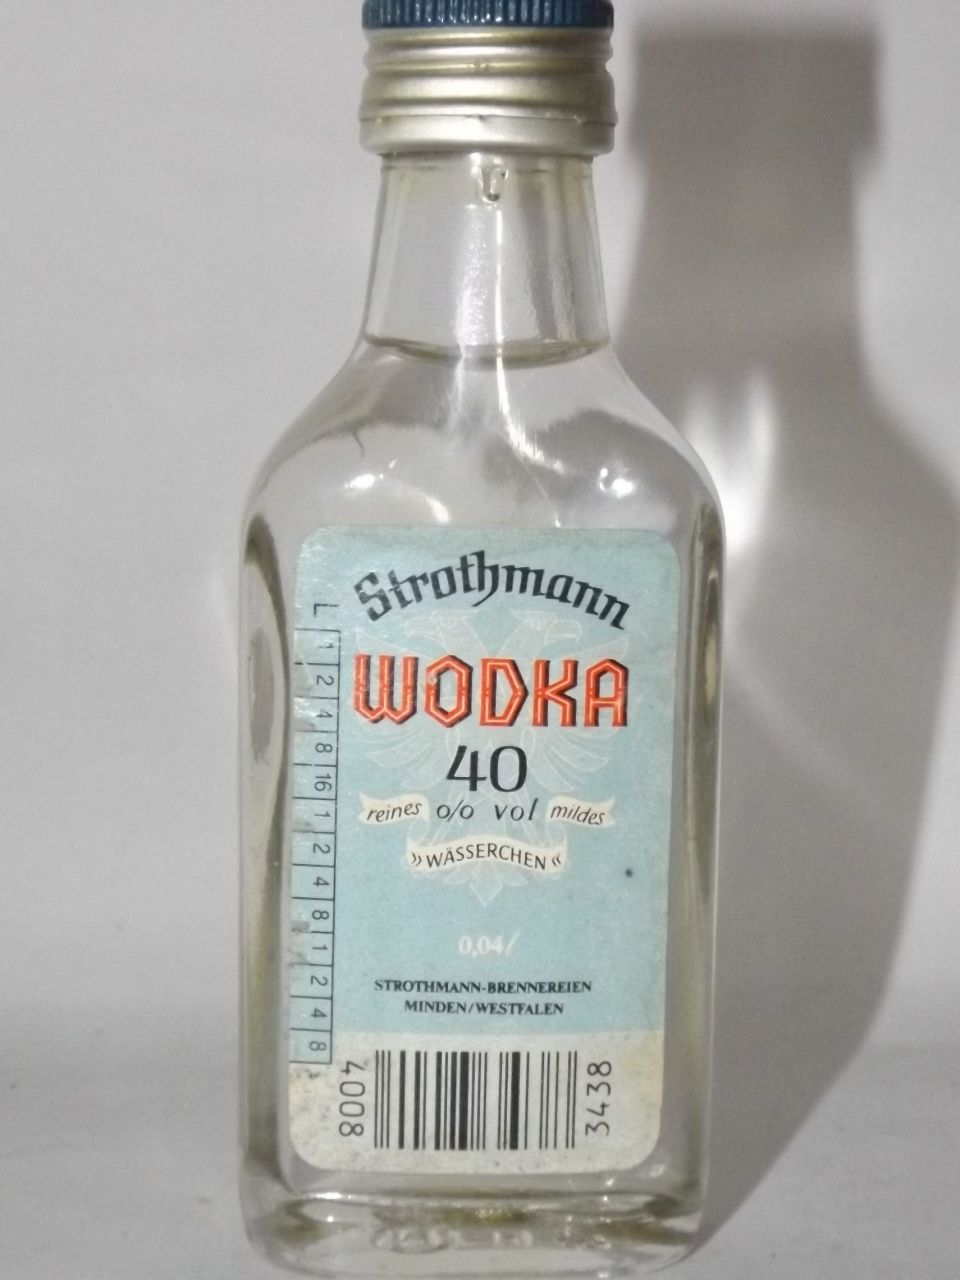 Strothmann
WODKA
40
reines o/o vol mildes
»WÄSSERCHEN«
0,04l
STROTHMANN-BRENNEREIEN
MINDEN/WESTFALEN
L 1 2 4 8 16 1 2 4 8 1 2 4 8
4008 3438